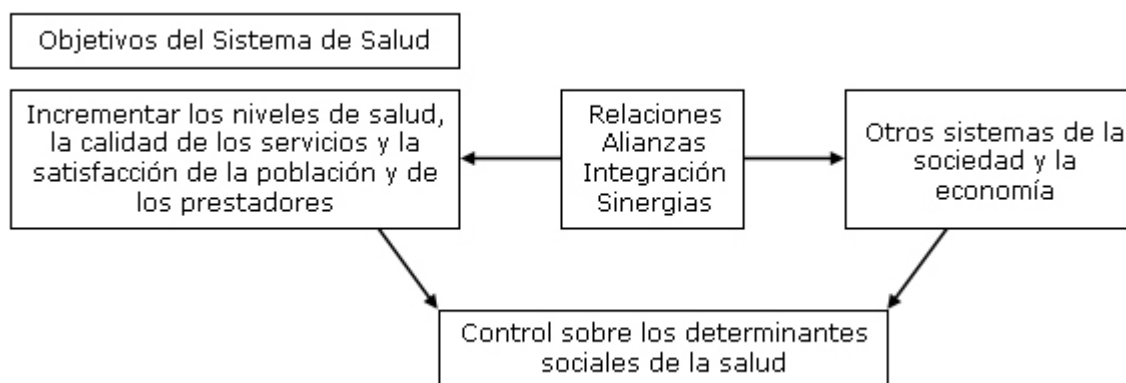 Objetivos del Sistema de Salud
Incrementar los niveles de salud,
la calidad de los servicios y la
satisfacción de la población y de
los prestadores
Relaciones
Alianzas
Integración
Sinergias
Otros sistemas de la
sociedad y la
economía
Control sobre los determinantes
sociales de la salud